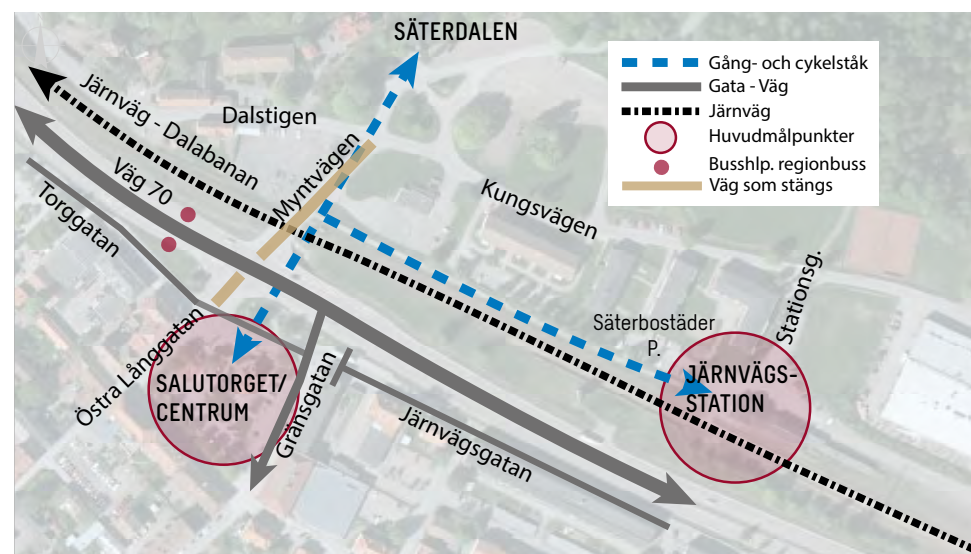 SÄTERDALEN
Gång- och cykelståk
Gata - Väg
Järnväg
Huvudmålpunkter
Busshlp. regionbuss
Väg som stängs
Järnväg - Dalabanan
Dalstigen
Myntvägen
Väg 70
Torggatan
Kungsvägen
Stationsg.
Säterbostäder
P.
Östra Långgatan
SALUTORGET/
CENTRUM
Gränsgatan
Järnvägsgatan
JÄRNVÄGS-
STATION